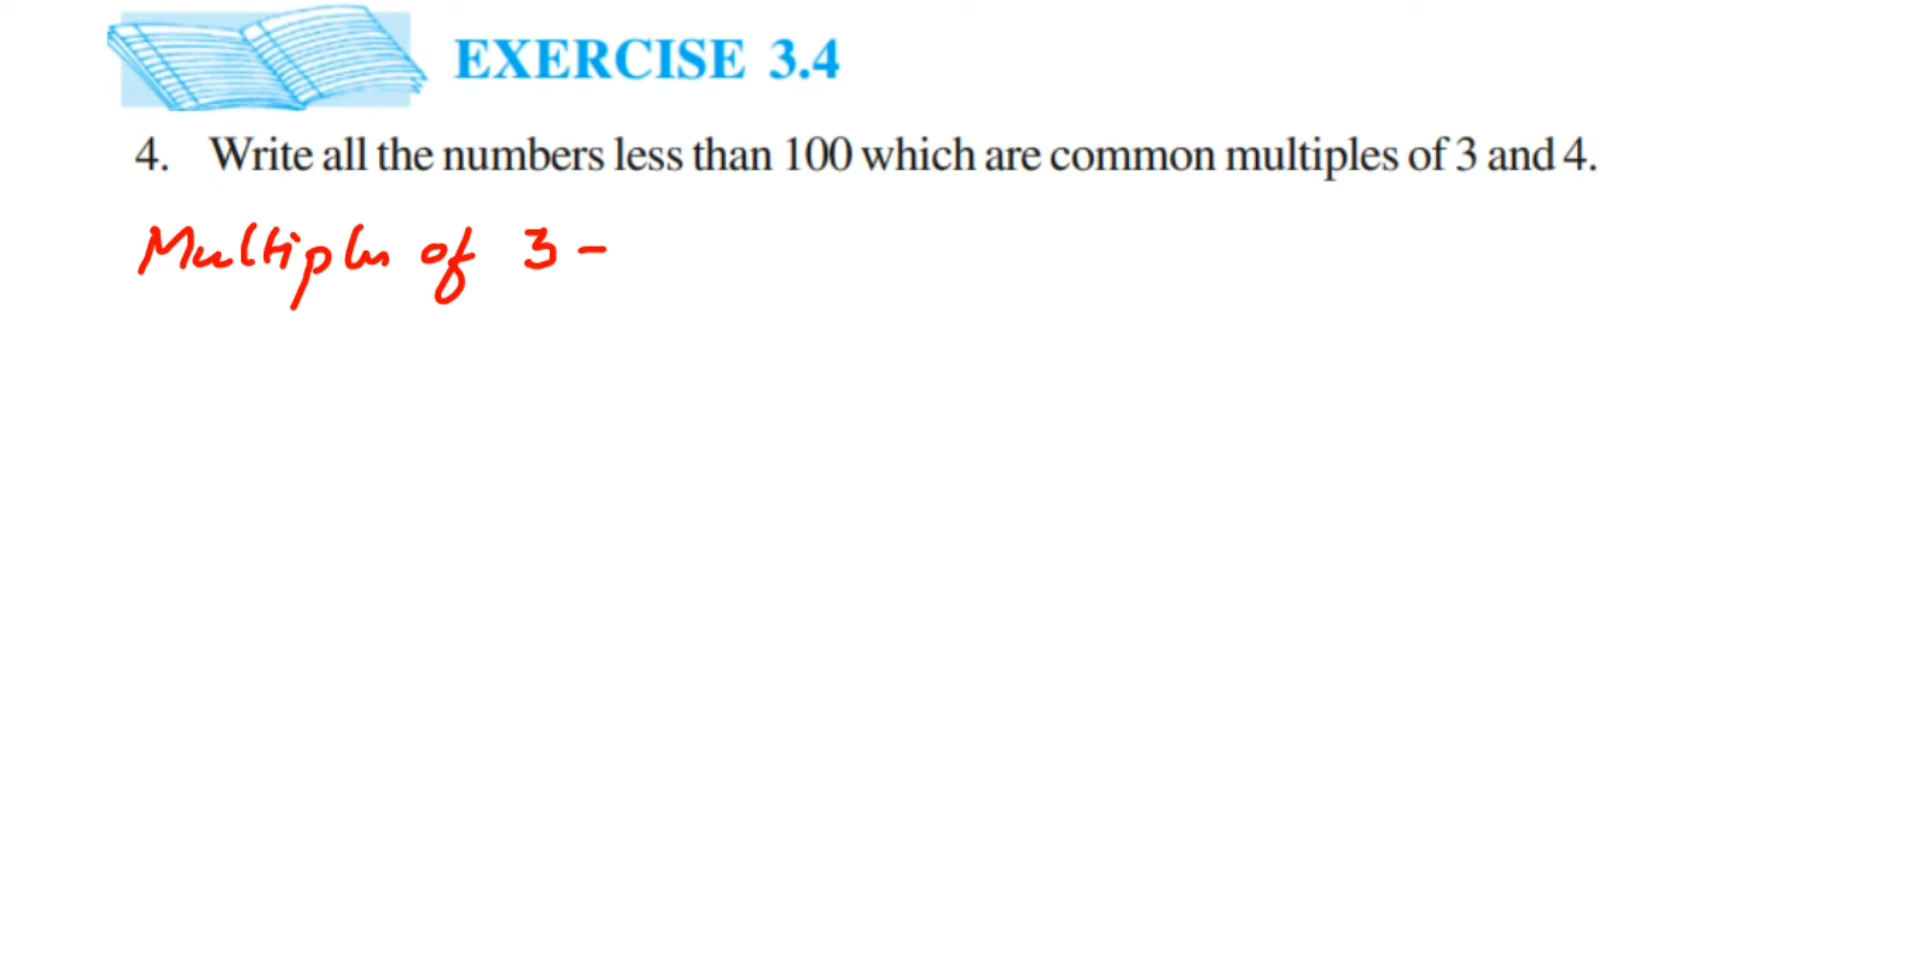 EXERCISE 3.4
4. Write all the numbers less than 100 which are common multiples of 3 and 4.
Multiples of 3 -